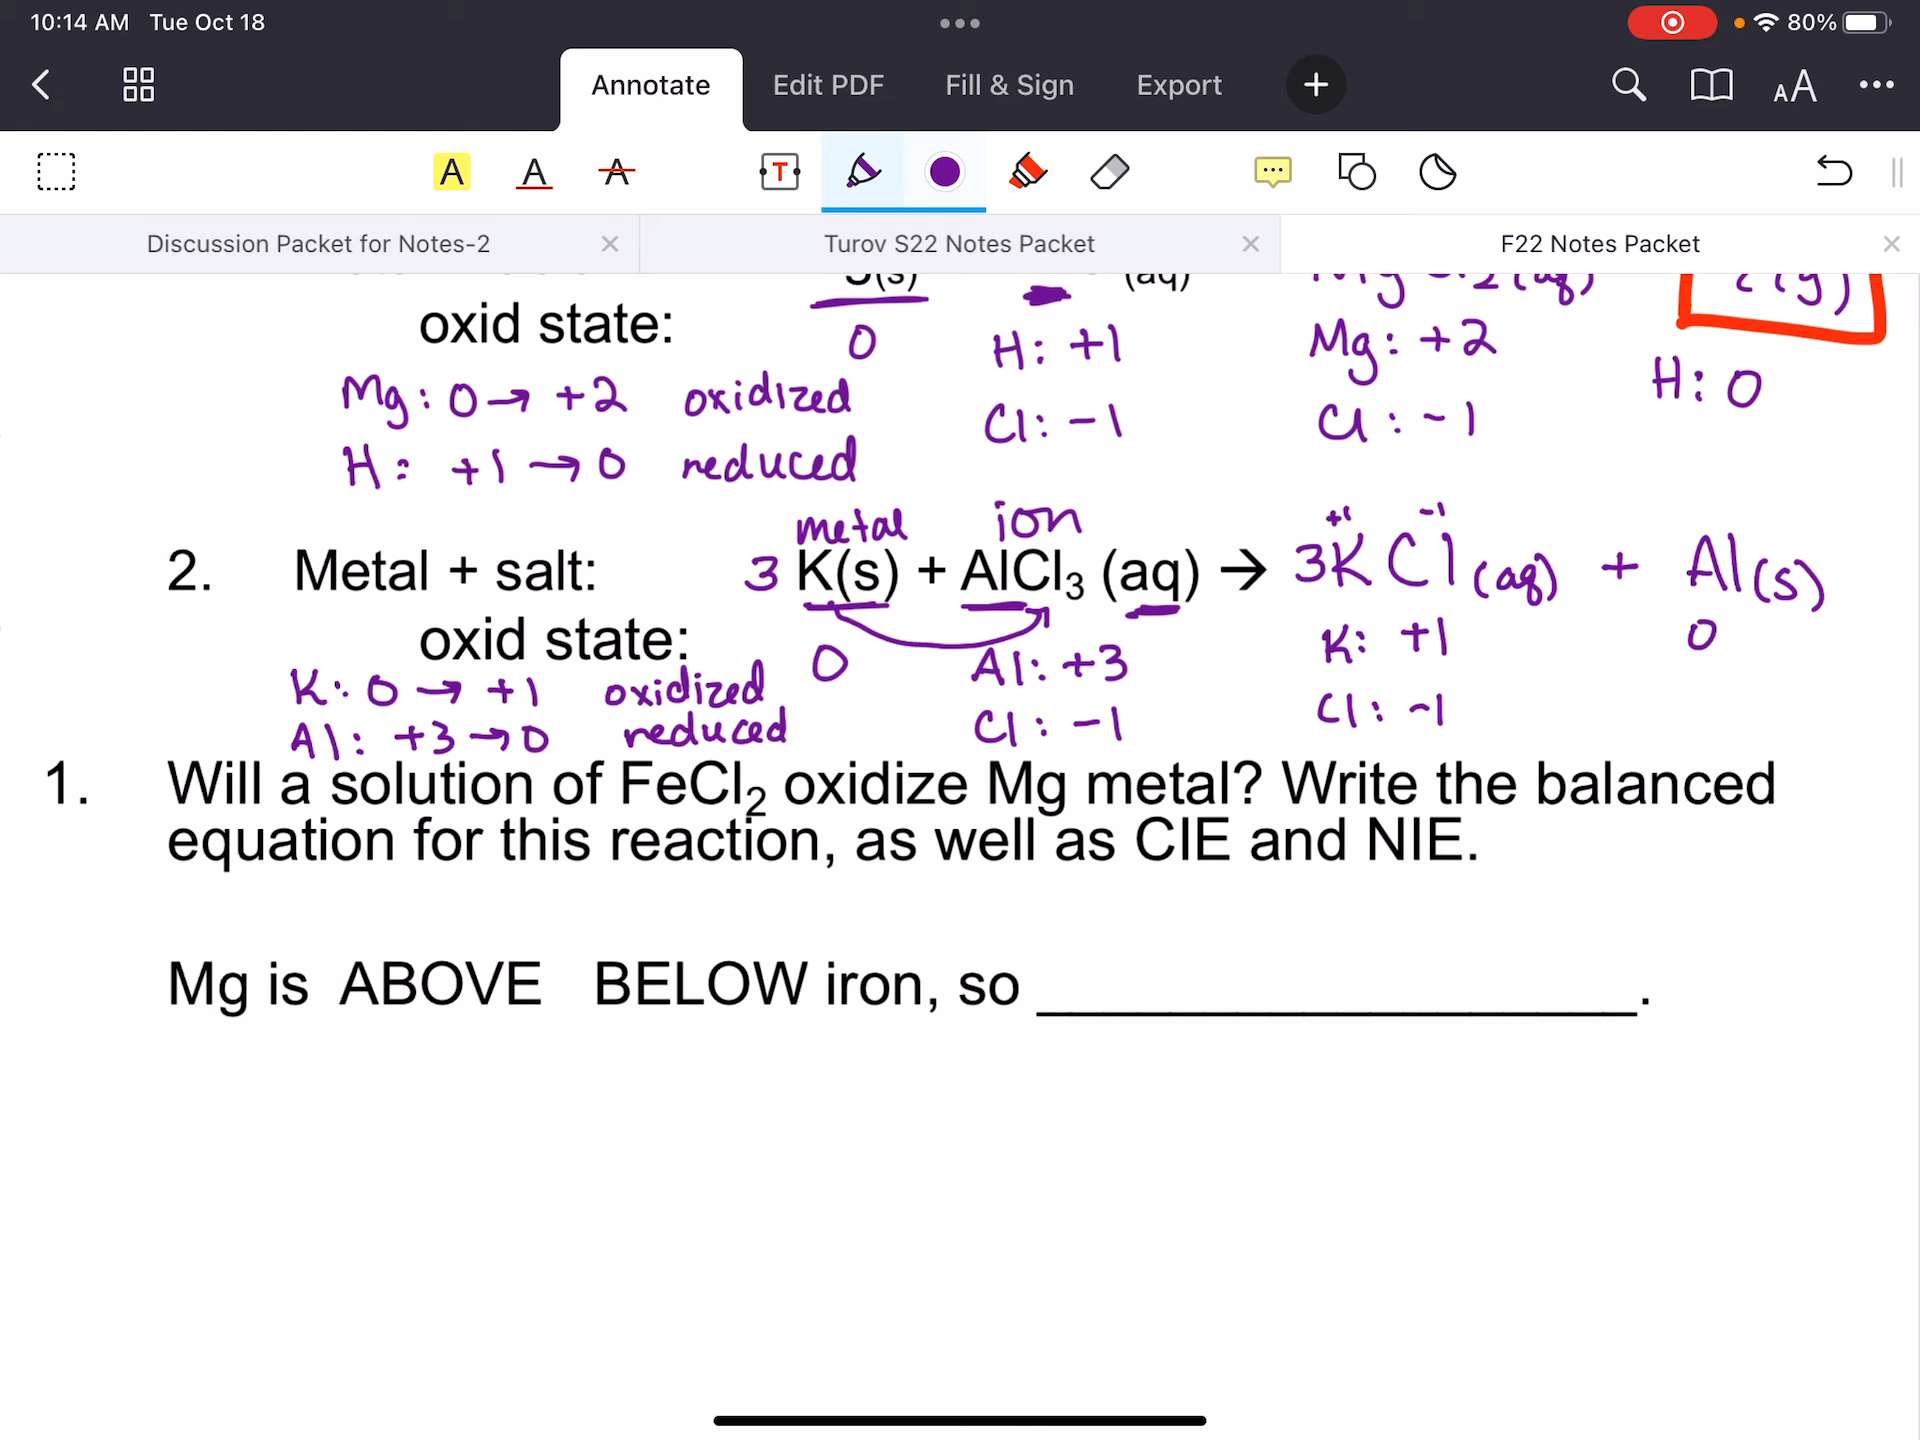 10:14 AM Tue Oct 18
80%
Annotate Edit PDF Fill & Sign Export
Discussion Packet for Notes-2 Turov S22 Notes Packet F22 Notes Packet
(s) (aq)
oxid state: 0 H: +1 Mg: +2 H: 0
Mg: 0 → +2 oxidized Cl: -1 Cl: -1
H: +1 → 0 reduced
metal ion +1 -1
2. Metal + salt: 3 K(s) + AlCl₃ (aq) → 3KCl(aq) + Al(s)
oxid state: 0 Al: +3 K: +1 0
K: 0 → +1 oxidized Cl: -1 Cl: -1
Al: +3 → 0 reduced
1. Will a solution of FeCl₂ oxidize Mg metal? Write the balanced
equation for this reaction, as well as CIE and NIE.
Mg is ABOVE BELOW iron, so __________________.